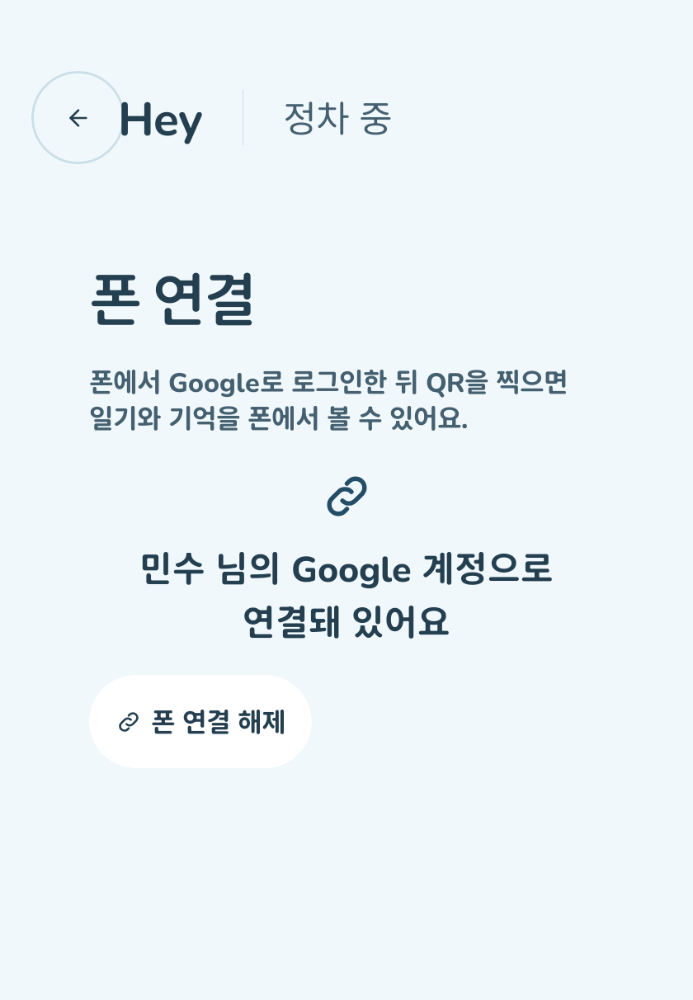 Hey
정차 중
폰 연결
폰에서 Google로 로그인한 뒤 QR을 찍으면
일기와 기억을 폰에서 볼 수 있어요.
민수 님의 Google 계정으로
연결돼 있어요
폰 연결 해제